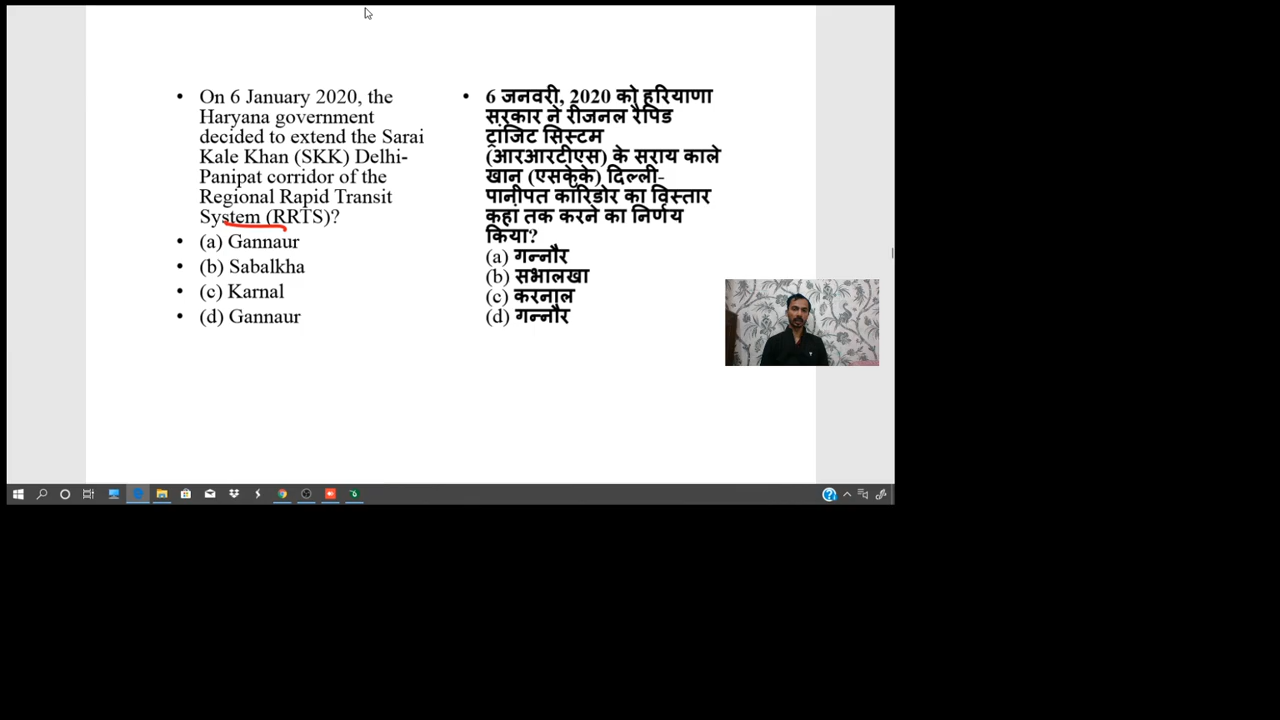 On 6 January 2020, the
Haryana government
decided to extend the Sarai
Kale Khan (SKK) Delhi-
Panipat corridor of the
Regional Rapid Transit
System (RRTS)?
(a) Gannaur
(b) Sabalkha
(c) Karnal
(d) Gannaur
6 जनवरी, 2020 को हरियाणा
सरकार ने रीजनल रैपिड
ट्रांजिट सिस्टम
(आरआरटीएस) के सराय काले
खान (एसकेके) दिल्ली-
पानीपत कॉरिडोर का विस्तार
कहां तक करने का निर्णय
किया?
(a) गन्नौर
(b) सभालखा
(c) करनाल
(d) गन्नौर